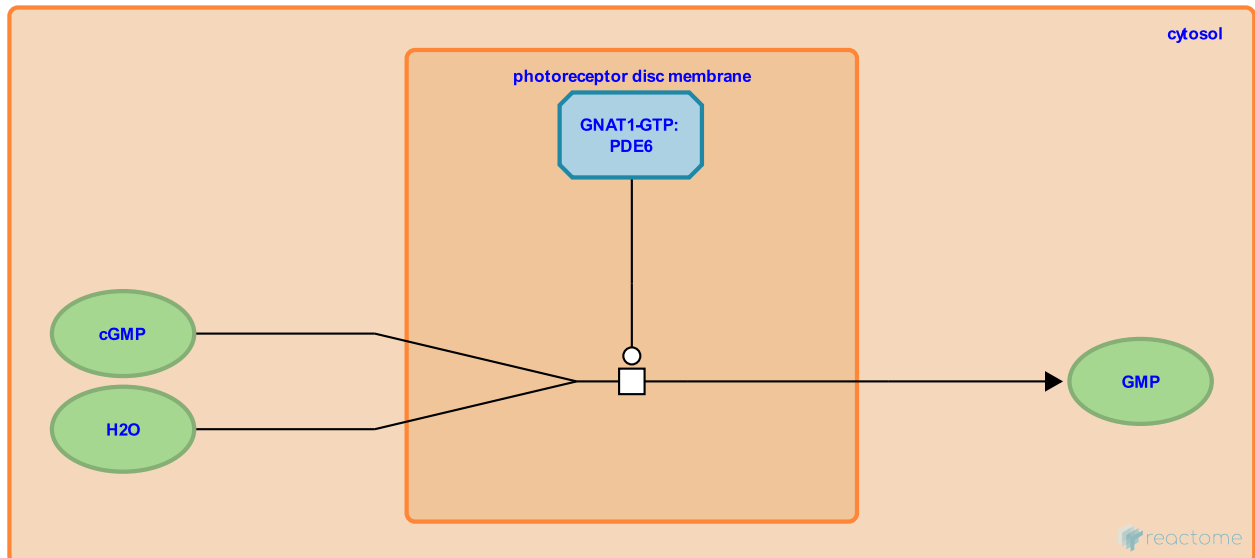 cytosol
photoreceptor disc membrane
GNAT1-GTP:
PDE6
cGMP
H2O
GMP
reactome